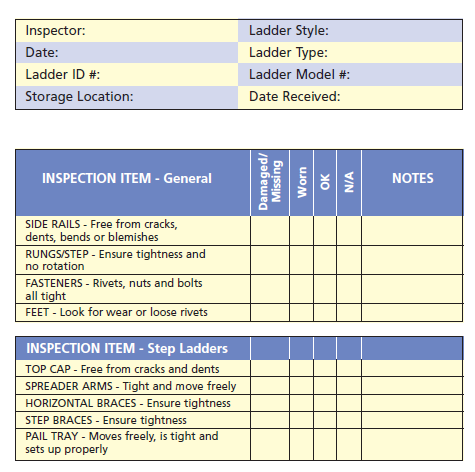 Inspector: Ladder Style:
Date: Ladder Type:
Ladder ID #: Ladder Model #:
Storage Location: Date Received:
INSPECTION ITEM - General Damaged/ Missing Worn OK N/A NOTES
SIDE RAILS - Free from cracks,
dents, bends or blemishes
RUNGS/STEP - Ensure tightness and
no rotation
FASTENERS - Rivets, nuts and bolts
all tight
FEET - Look for wear or loose rivets
INSPECTION ITEM - Step Ladders
TOP CAP - Free from cracks and dents
SPREADER ARMS - Tight and move freely
HORIZONTAL BRACES - Ensure tightness
STEP BRACES - Ensure tightness
PAIL TRAY - Moves freely, is tight and
sets up properly